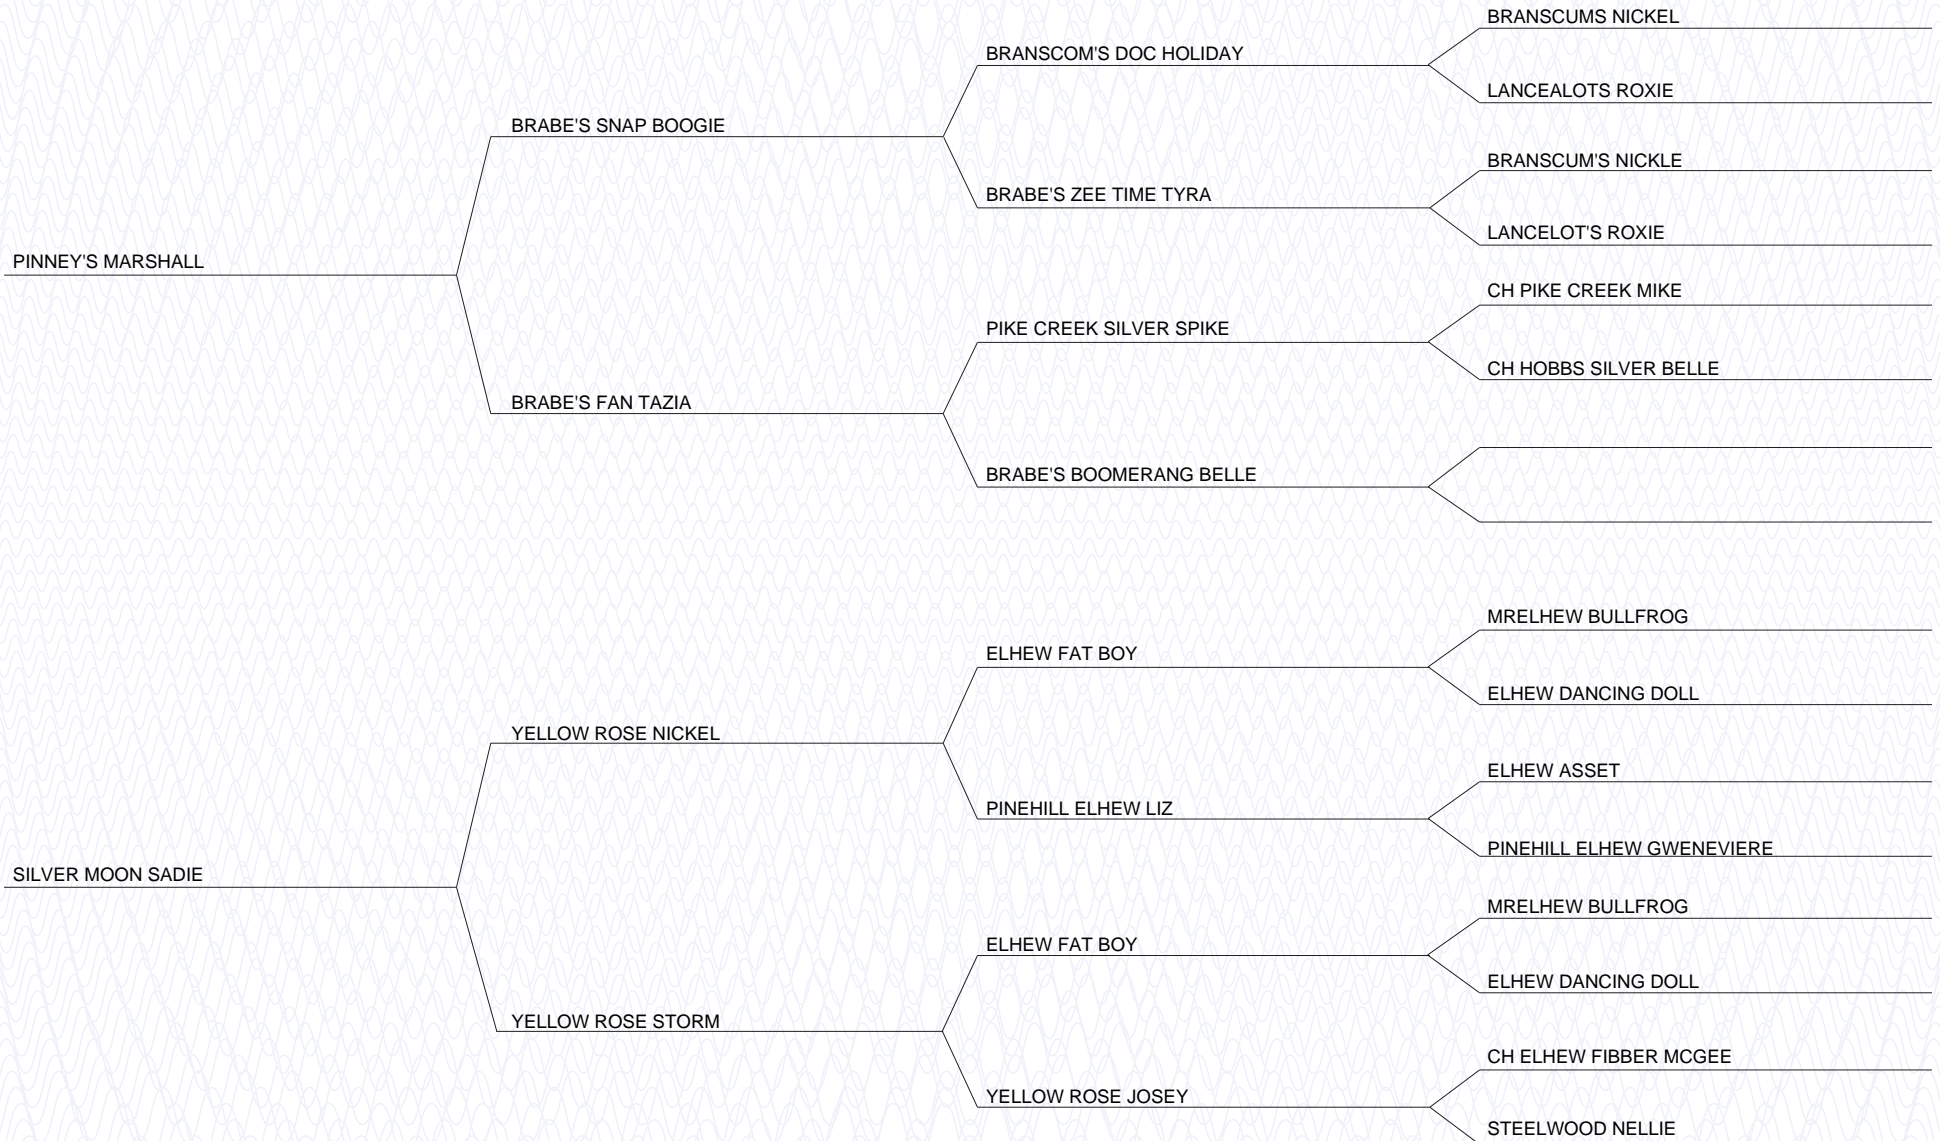 BRANSCUMS NICKEL
BRANSCOM'S DOC HOLIDAY
LANCEALOTS ROXIE
BRABE'S SNAP BOOGIE
BRANSCUM'S NICKLE
BRABE'S ZEE TIME TYRA
LANCELOT'S ROXIE
PINNEY'S MARSHALL
CH PIKE CREEK MIKE
PIKE CREEK SILVER SPIKE
CH HOBBS SILVER BELLE
BRABE'S FAN TAZIA
BRABE'S BOOMERANG BELLE
MRELHEW BULLFROG
ELHEW FAT BOY
ELHEW DANCING DOLL
YELLOW ROSE NICKEL
ELHEW ASSET
PINEHILL ELHEW LIZ
PINEHILL ELHEW GWENEVIERE
SILVER MOON SADIE
MRELHEW BULLFROG
ELHEW FAT BOY
ELHEW DANCING DOLL
YELLOW ROSE STORM
CH ELHEW FIBBER MCGEE
YELLOW ROSE JOSEY
STEELWOOD NELLIE